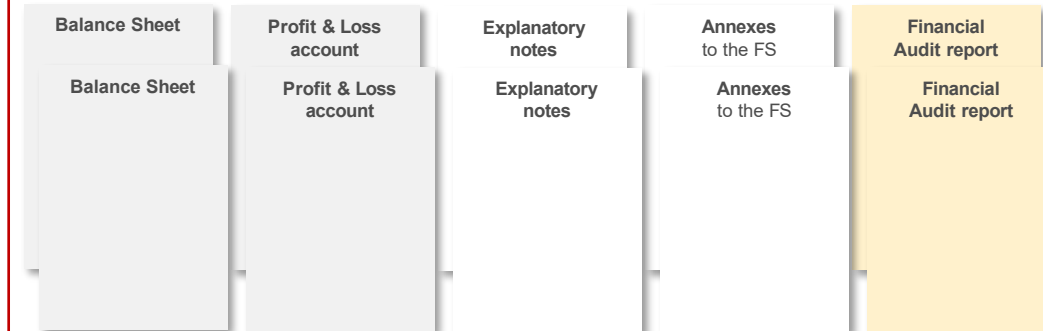 Balance Sheet
Profit & Loss
account
Explanatory
notes
Annexes
to the FS
Financial
Audit report
Balance Sheet
Profit & Loss
account
Explanatory
notes
Annexes
to the FS
Financial
Audit report